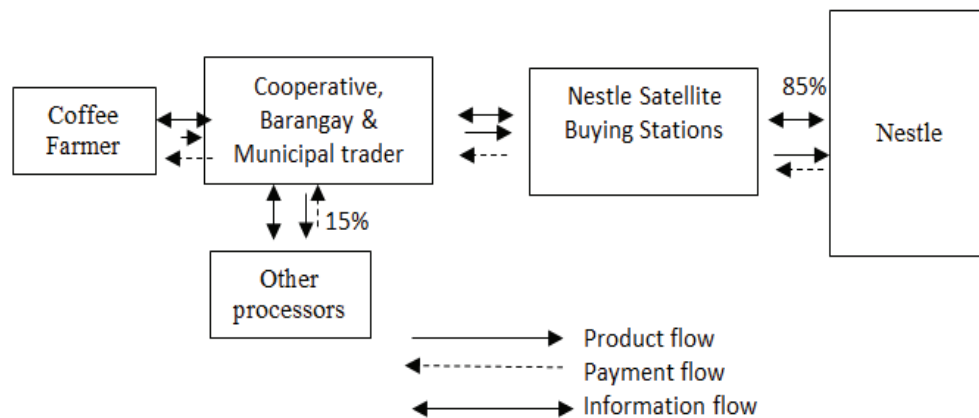 Coffee
Farmer
Cooperative,
Barangay &
Municipal trader
Nestle Satellite
Buying Stations
85%
Nestle
15%
Other
processors
Product flow
Payment flow
Information flow